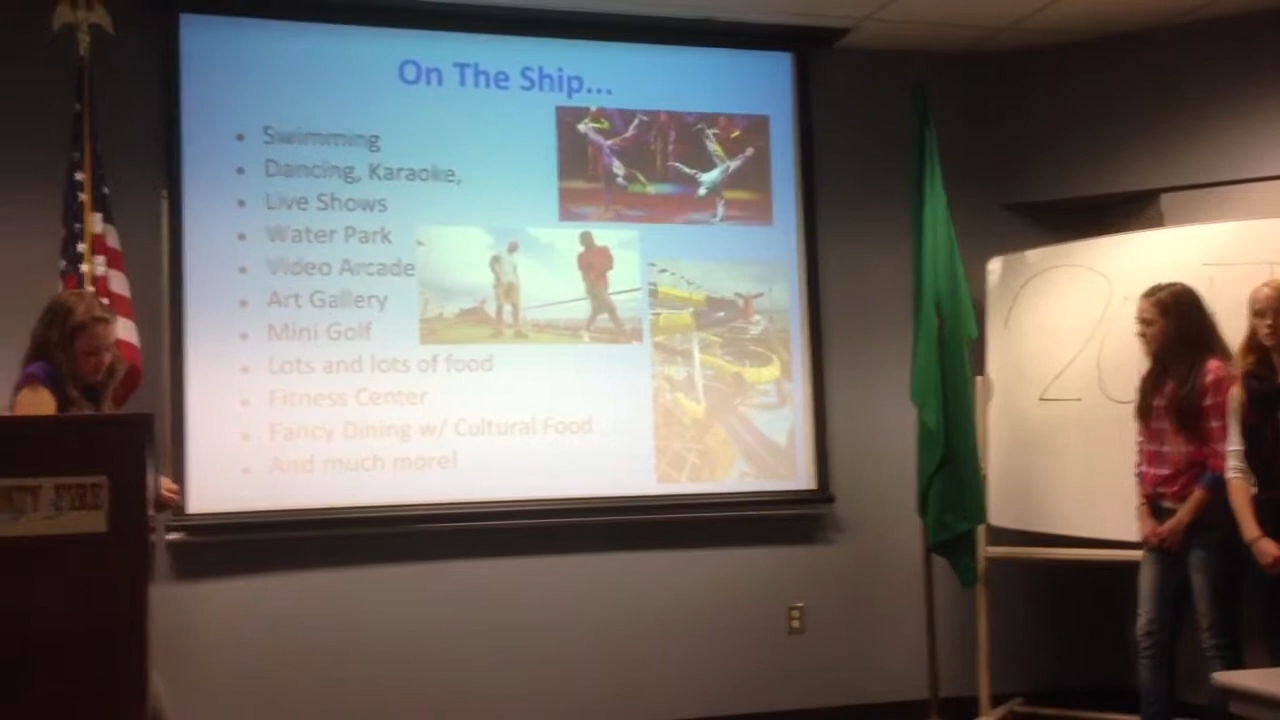 On The Ship...
• Swimming
• Dancing, Karaoke,
• Live Shows
• Water Park
• Video Arcade
• Art Gallery
• Mini Golf
• Lots and lots of food
• Fitness Center
• Fancy Dining w/ Cultural Food
• And much more!
20